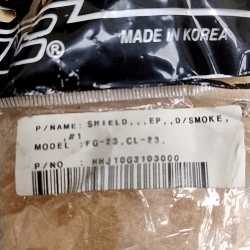 MADE IN KOREA
P/NAME: SHIELD,,,EP,,D/SMOKE,
#1
MODEL :FG-23,CL-23,
P/NO : HHJ10G3103000